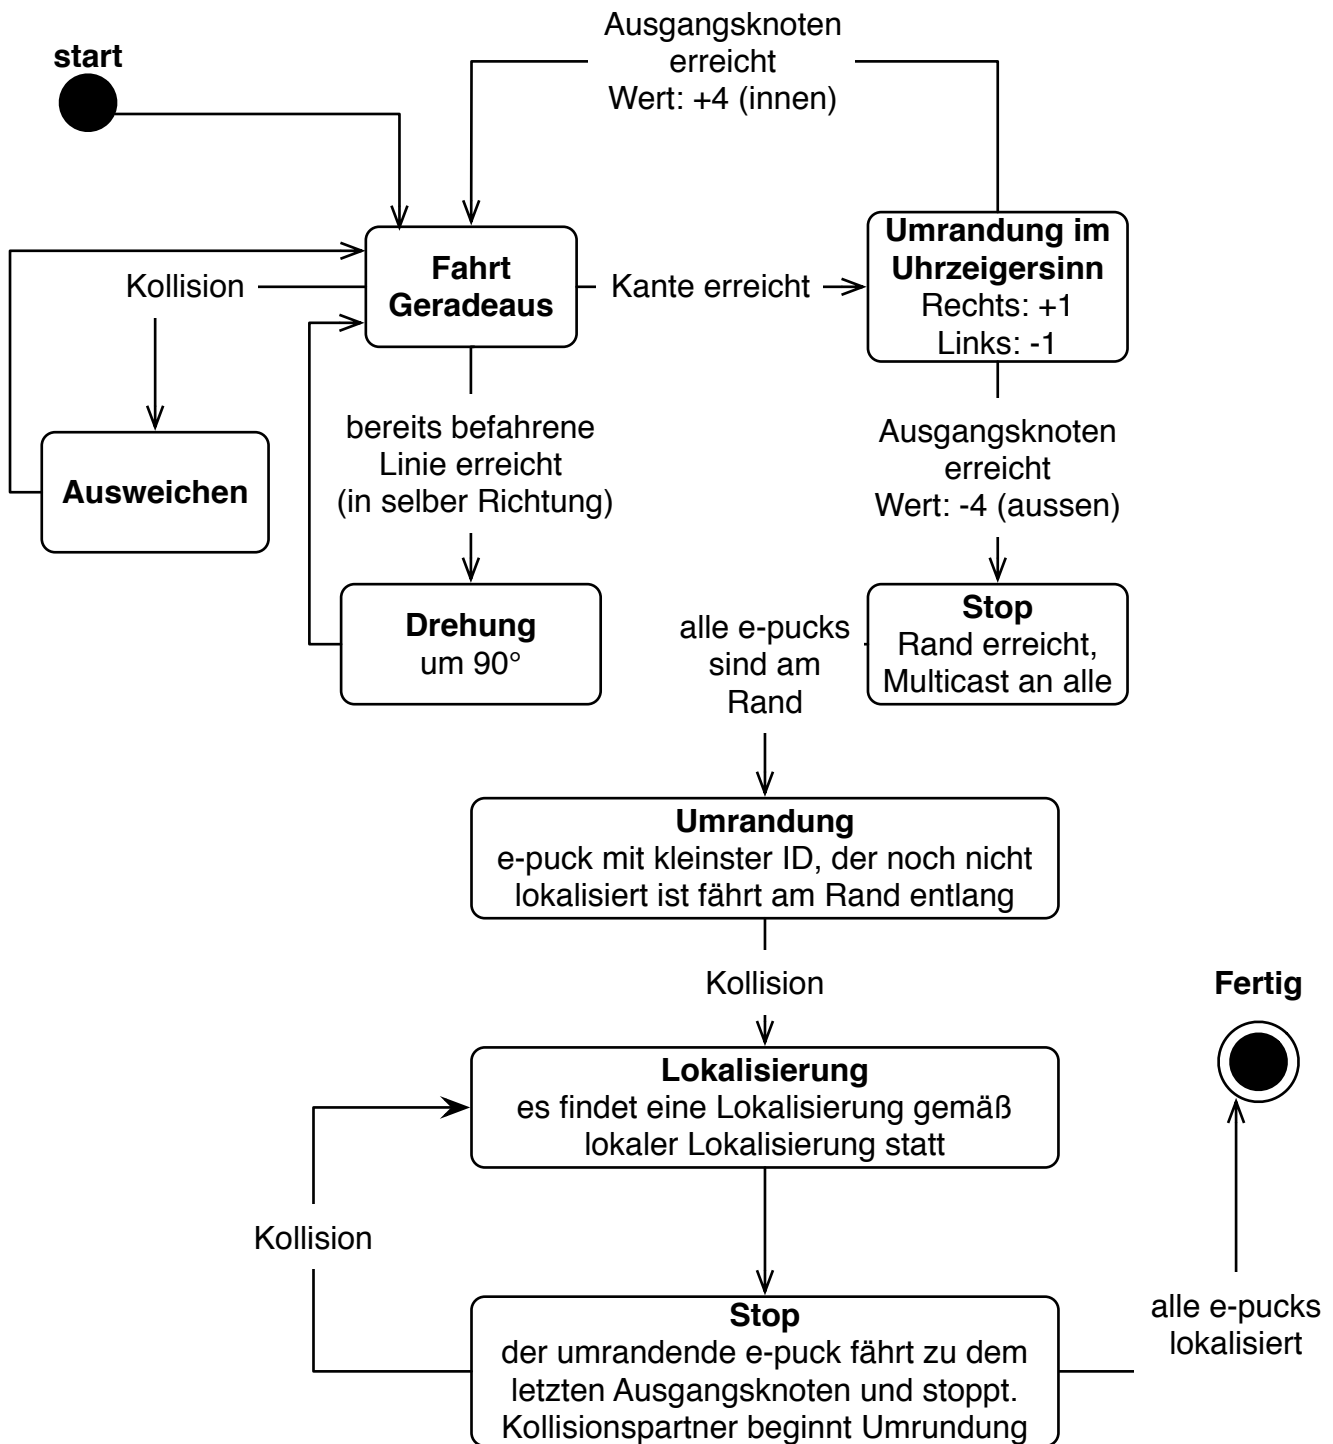 start
Ausgangsknoten
erreicht
Wert: +4 (innen)
Fahrt
Geradeaus
Kollision
Kante erreicht
Umrandung im
Uhrzeigersinn
Rechts: +1
Links: -1
Ausweichen
bereits befahrene
Linie erreicht
(in selber Richtung)
Ausgangsknoten
erreicht
Wert: -4 (aussen)
Drehung
um 90°
alle e-pucks
sind am
Rand
Stop
Rand erreicht,
Multicast an alle
Umrandung
e-puck mit kleinster ID, der noch nicht
lokalisiert ist fährt am Rand entlang
Kollision
Fertig
Lokalisierung
es findet eine Lokalisierung gemäß
lokaler Lokalisierung statt
Kollision
Stop
der umrandende e-puck fährt zu dem
letzten Ausgangsknoten und stoppt.
Kollisionspartner beginnt Umrundung
alle e-pucks
lokalisiert